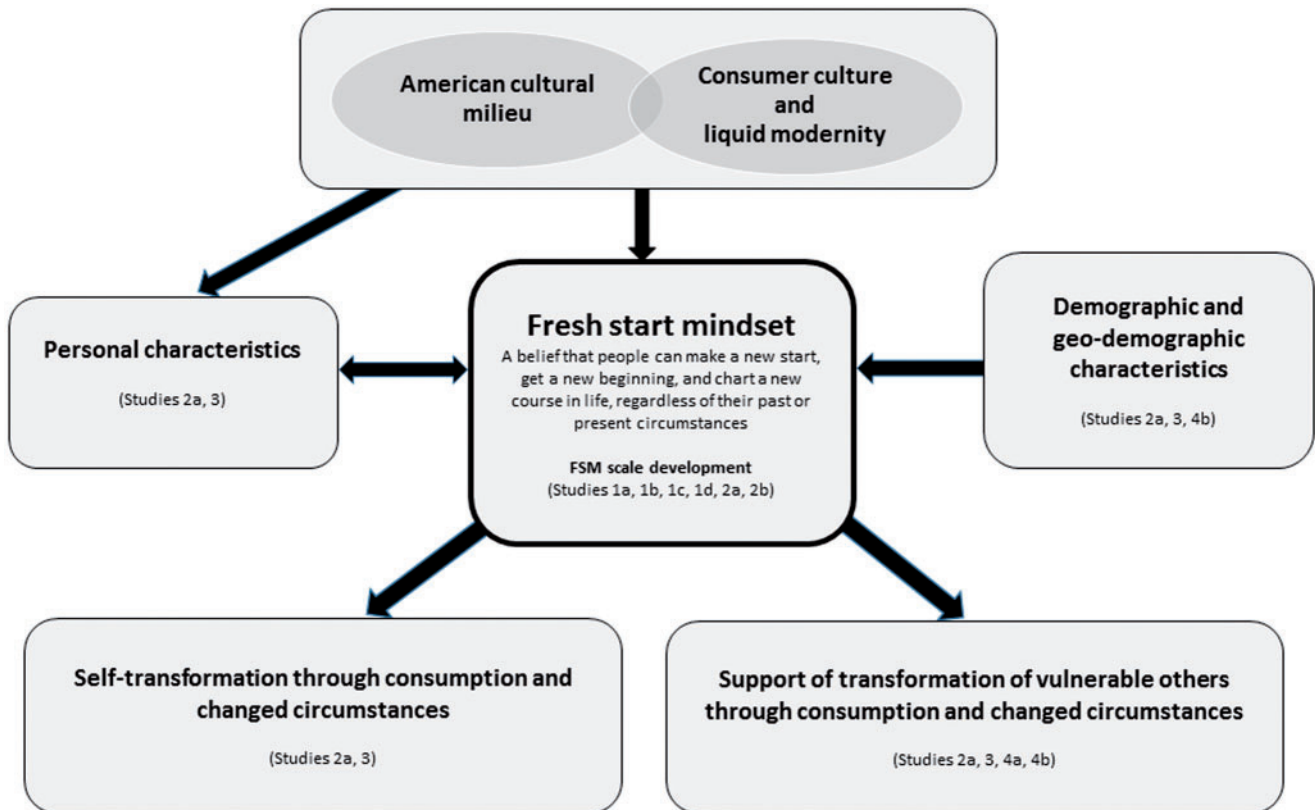 American cultural
milieu
Consumer culture
and
liquid modernity
Personal characteristics
(Studies 2a, 3)
Fresh start mindset
A belief that people can make a new start,
get a new beginning, and chart a new
course in life, regardless of their past or
present circumstances
FSM scale development
(Studies 1a, 1b, 1c, 1d, 2a, 2b)
Demographic and
geo-demographic
characteristics
(Studies 2a, 3, 4b)
Self-transformation through consumption and
changed circumstances
(Studies 2a, 3)
Support of transformation of vulnerable others
through consumption and changed circumstances
(Studies 2a, 3, 4a, 4b)